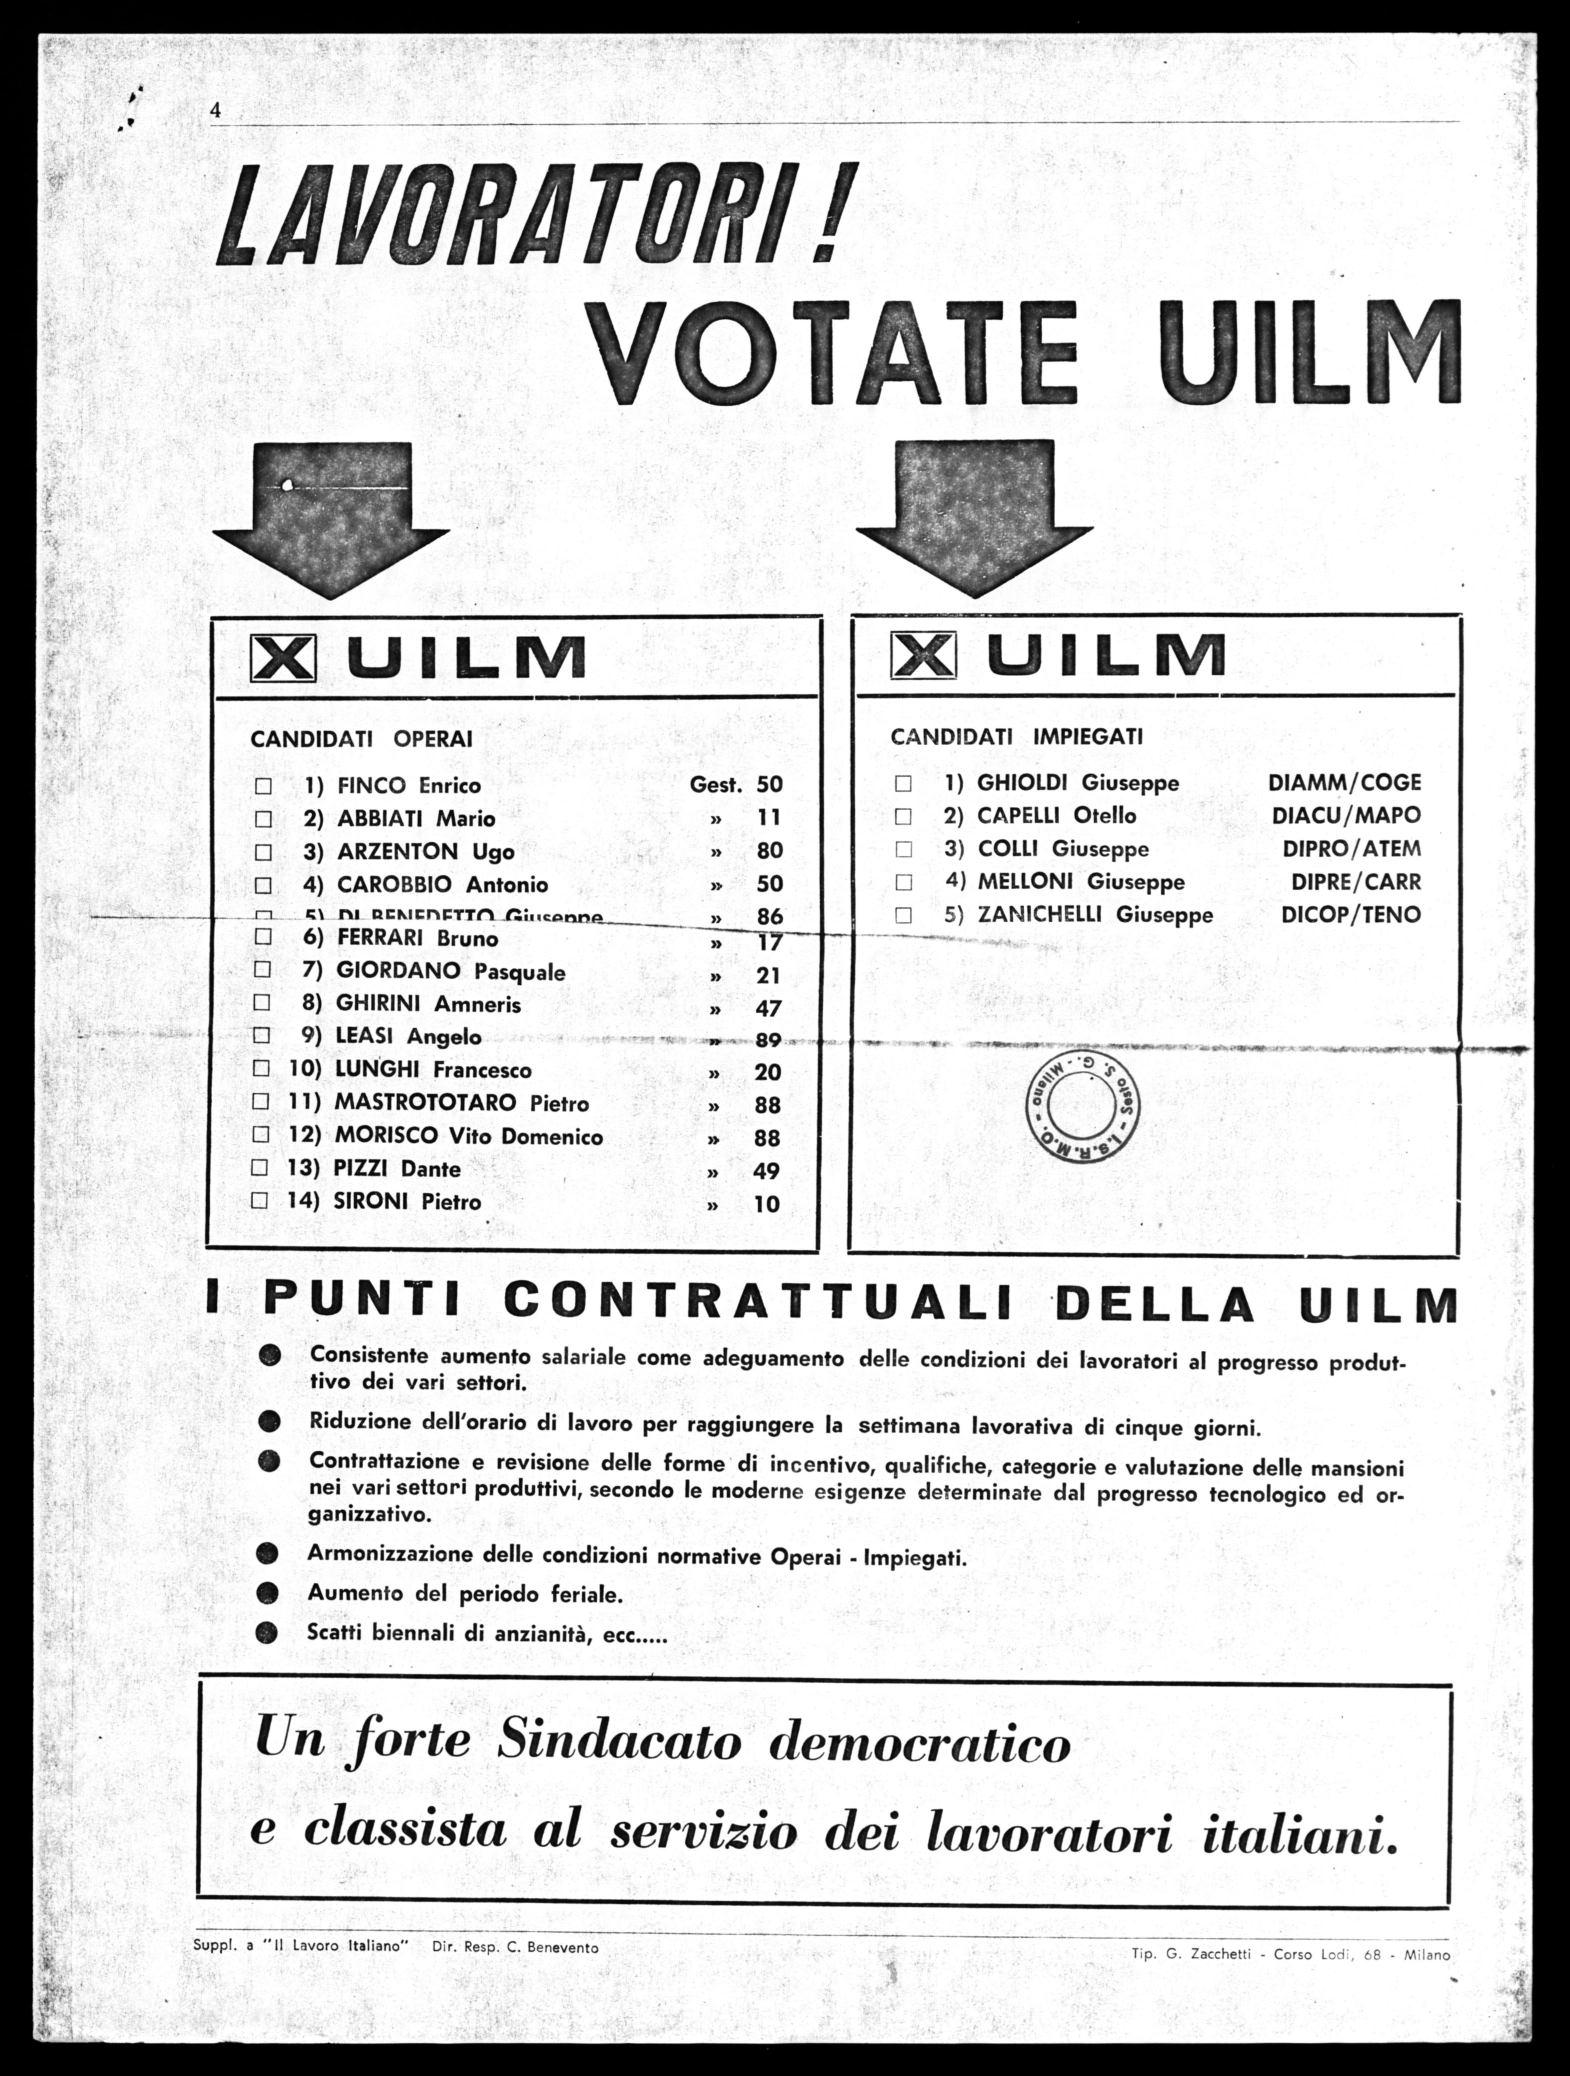 4
LAVORATORI!
VOTATE UILM
X UILM
CANDIDATI OPERAI
1) FINCO Enrico Gest. 50
2) ABBIATI Mario » 11
3) ARZENTON Ugo » 80
4) CAROBBIO Antonio » 50
5) DI BENEDETTO Giuseppe » 86
6) FERRARI Bruno » 17
7) GIORDANO Pasquale » 21
8) GHIRINI Amneris » 47
9) LEASI Angelo » 89
10) LUNGHI Francesco » 20
11) MASTROTOTARO Pietro » 88
12) MORISCO Vito Domenico » 88
13) PIZZI Dante » 49
14) SIRONI Pietro » 10
X UILM
CANDIDATI IMPIEGATI
1) GHIOLDI Giuseppe DIAMM/COGE
2) CAPELLI Otello DIACU/MAPO
3) COLLI Giuseppe DIPRO/ATEM
4) MELLONI Giuseppe DIPRE/CARR
5) ZANICHELLI Giuseppe DICOP/TENO
I.S.R.M.O. - Sesto S. G. - Milano -
I PUNTI CONTRATTUALI DELLA UILM
● Consistente aumento salariale come adeguamento delle condizioni dei lavoratori al progresso produt-
tivo dei vari settori.
● Riduzione dell'orario di lavoro per raggiungere la settimana lavorativa di cinque giorni.
● Contrattazione e revisione delle forme di incentivo, qualifiche, categorie e valutazione delle mansioni
nei vari settori produttivi, secondo le moderne esigenze determinate dal progresso tecnologico ed or-
ganizzativo.
● Armonizzazione delle condizioni normative Operai - Impiegati.
● Aumento del periodo feriale.
● Scatti biennali di anzianità, ecc.....
Un forte Sindacato democratico
e classista al servizio dei lavoratori italiani.
Suppl. a "Il Lavoro Italiano" Dir. Resp. C. Benevento
Tip. G. Zacchetti - Corso Lodi, 68 - Milano